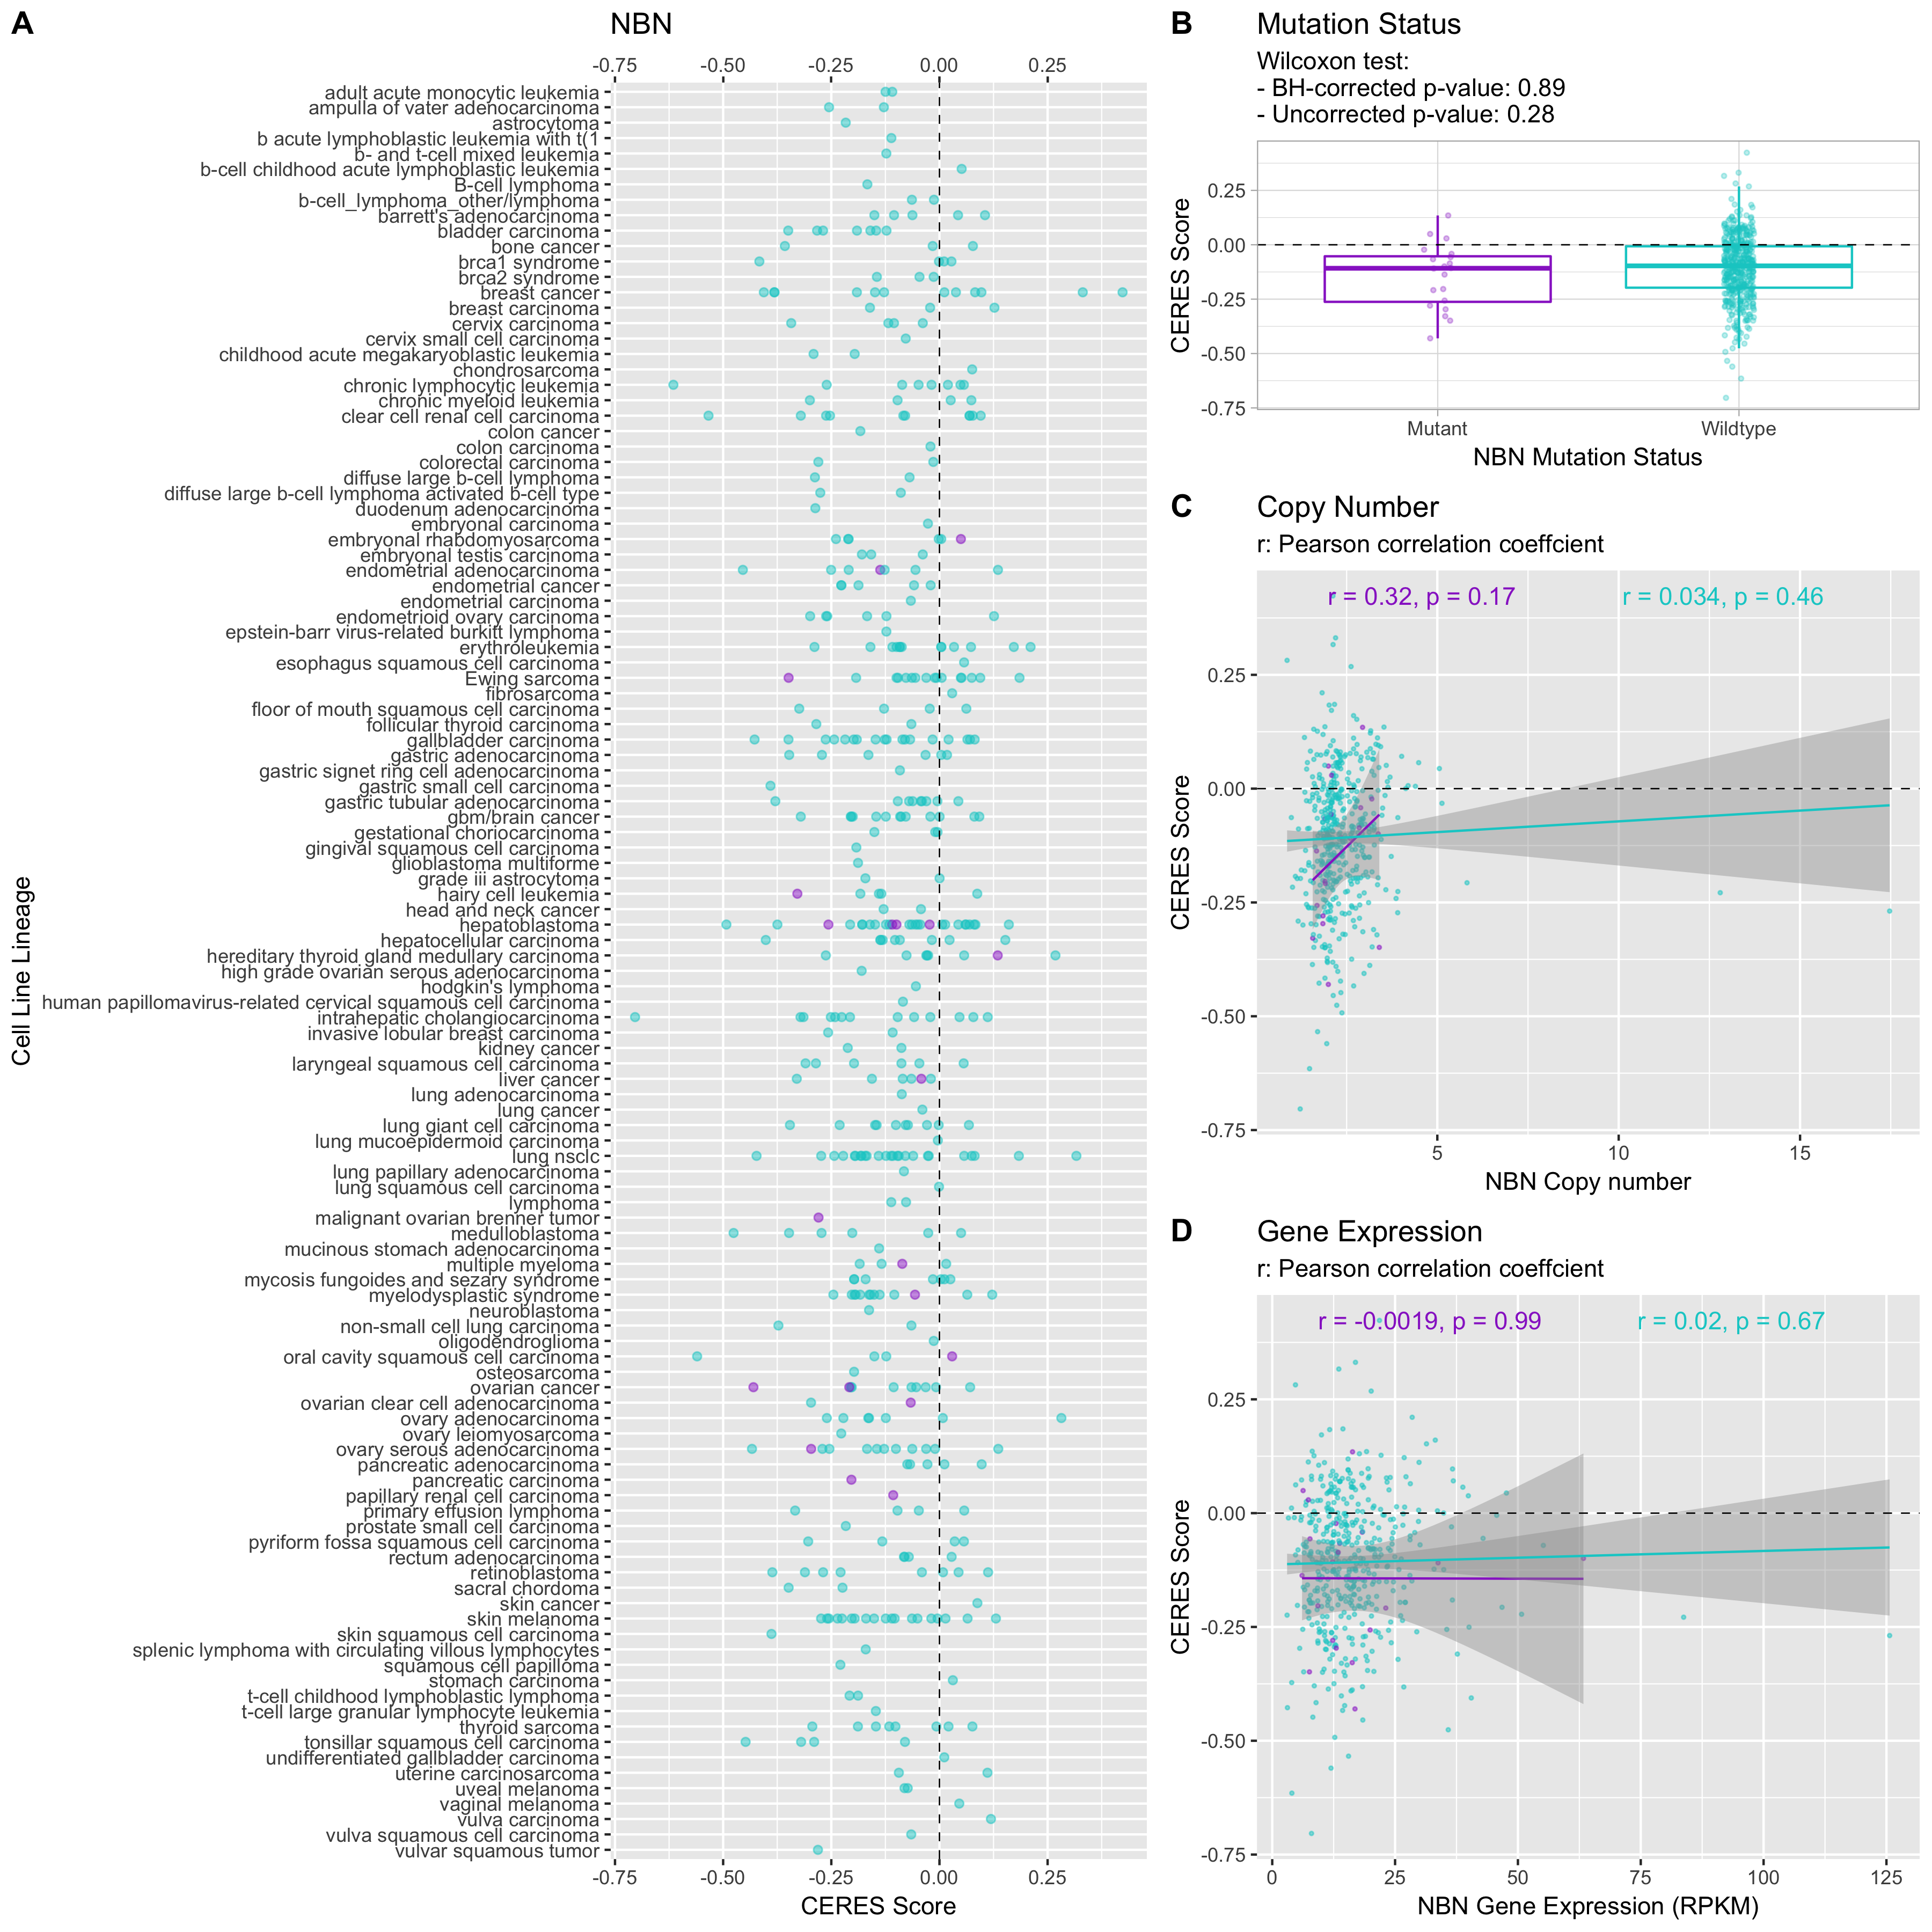 A
NBN
-0.75 -0.50 -0.25 0.00 0.25
Cell Line Lineage
adult acute monocytic leukemia
ampulla of vater adenocarcinoma
astrocytoma
b acute lymphoblastic leukemia with t(1
b- and t-cell mixed leukemia
b-cell childhood acute lymphoblastic leukemia
B-cell lymphoma
b-cell_lymphoma_other/lymphoma
barrett's adenocarcinoma
bladder carcinoma
bone cancer
brca1 syndrome
brca2 syndrome
breast cancer
breast carcinoma
cervix carcinoma
cervix small cell carcinoma
childhood acute megakaryoblastic leukemia
chondrosarcoma
chronic lymphocytic leukemia
chronic myeloid leukemia
clear cell renal cell carcinoma
colon cancer
colon carcinoma
colorectal carcinoma
diffuse large b-cell lymphoma
diffuse large b-cell lymphoma activated b-cell type
duodenum adenocarcinoma
embryonal carcinoma
embryonal rhabdomyosarcoma
embryonal testis carcinoma
endometrial adenocarcinoma
endometrial cancer
endometrial carcinoma
endometrioid ovary carcinoma
epstein-barr virus-related burkitt lymphoma
erythroleukemia
esophagus squamous cell carcinoma
Ewing sarcoma
fibrosarcoma
floor of mouth squamous cell carcinoma
follicular thyroid carcinoma
gallbladder carcinoma
gastric adenocarcinoma
gastric signet ring cell adenocarcinoma
gastric small cell carcinoma
gastric tubular adenocarcinoma
gbm/brain cancer
gestational choriocarcinoma
gingival squamous cell carcinoma
glioblastoma multiforme
grade iii astrocytoma
hairy cell leukemia
head and neck cancer
hepatoblastoma
hepatocellular carcinoma
hereditary thyroid gland medullary carcinoma
high grade ovarian serous adenocarcinoma
hodgkin's lymphoma
human papillomavirus-related cervical squamous cell carcinoma
intrahepatic cholangiocarcinoma
invasive lobular breast carcinoma
kidney cancer
laryngeal squamous cell carcinoma
liver cancer
lung adenocarcinoma
lung cancer
lung giant cell carcinoma
lung mucoepidermoid carcinoma
lung nsclc
lung papillary adenocarcinoma
lung squamous cell carcinoma
lymphoma
malignant ovarian brenner tumor
medulloblastoma
mucinous stomach adenocarcinoma
multiple myeloma
mycosis fungoides and sezary syndrome
myelodysplastic syndrome
neuroblastoma
non-small cell lung carcinoma
oligodendroglioma
oral cavity squamous cell carcinoma
osteosarcoma
ovarian cancer
ovarian clear cell adenocarcinoma
ovary adenocarcinoma
ovary leiomyosarcoma
ovary serous adenocarcinoma
pancreatic adenocarcinoma
pancreatic carcinoma
papillary renal cell carcinoma
primary effusion lymphoma
prostate small cell carcinoma
pyriform fossa squamous cell carcinoma
rectum adenocarcinoma
retinoblastoma
sacral chordoma
skin cancer
skin melanoma
skin squamous cell carcinoma
splenic lymphoma with circulating villous lymphocytes
squamous cell papilloma
stomach carcinoma
t-cell childhood lymphoblastic lymphoma
t-cell large granular lymphocyte leukemia
thyroid sarcoma
tonsillar squamous cell carcinoma
undifferentiated gallbladder carcinoma
uterine carcinosarcoma
uveal melanoma
vaginal melanoma
vulva carcinoma
vulva squamous cell carcinoma
vulvar squamous tumor
-0.75 -0.50 -0.25 0.00 0.25
CERES Score
B
Mutation Status
Wilcoxon test:
- BH-corrected p-value: 0.89
- Uncorrected p-value: 0.28
CERES Score
0.25
0.00
-0.25
-0.50
-0.75
Mutant Wildtype
NBN Mutation Status
C
Copy Number
r: Pearson correlation coeffcient
r = 0.32, p = 0.17 r = 0.034, p = 0.46
CERES Score
0.25
0.00
-0.25
-0.50
-0.75
5 10 15
NBN Copy number
D
Gene Expression
r: Pearson correlation coeffcient
r = -0.0019, p = 0.99 r = 0.02, p = 0.67
CERES Score
0.25
0.00
-0.25
-0.50
-0.75
0 25 50 75 100 125
NBN Gene Expression (RPKM)